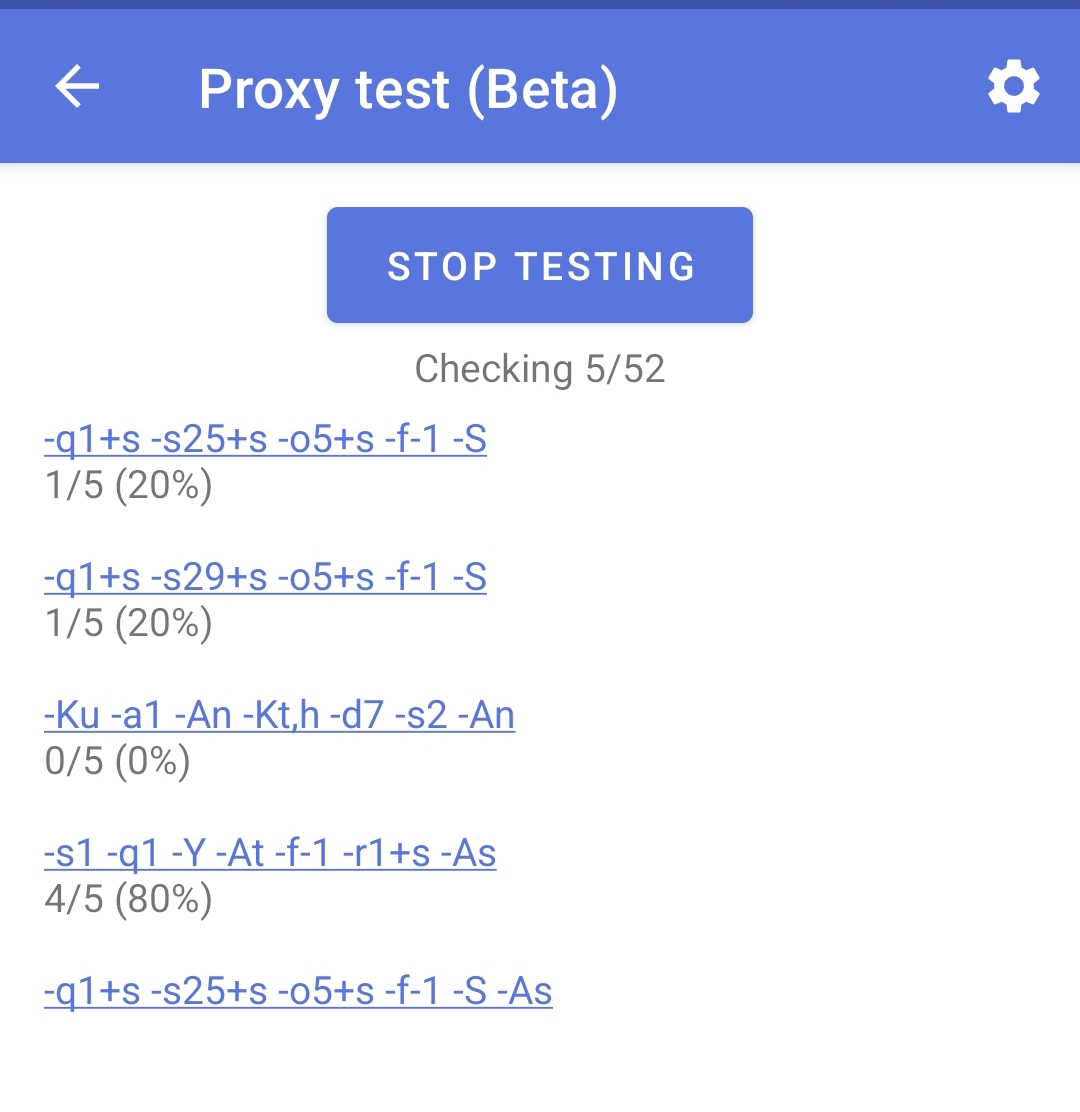 Proxy test (Beta)
STOP TESTING
Checking 5/52
-q1+s -s25+s -o5+s -f-1 -S
1/5 (20%)
-q1+s -s29+s -o5+s -f-1 -S
1/5 (20%)
-Ku -a1 -An -Kt,h -d7 -s2 -An
0/5 (0%)
-s1 -q1 -Y -At -f-1 -r1+s -As
4/5 (80%)
-q1+s -s25+s -o5+s -f-1 -S -As